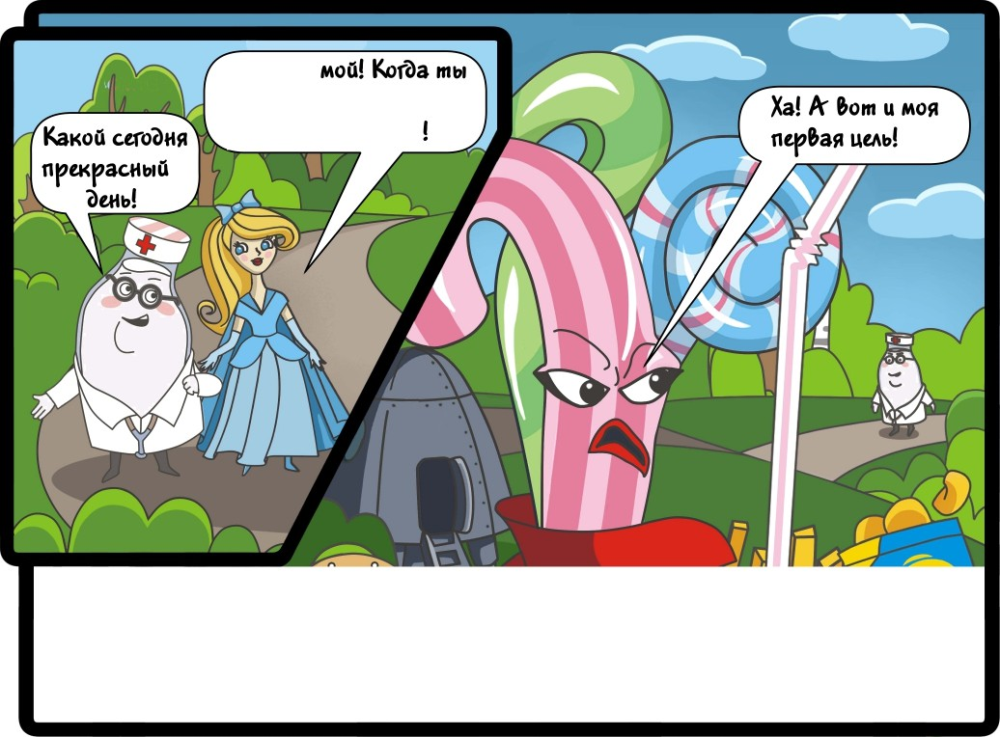 Какой сегодня
прекрасный
день!
мой! Когда ты
!
Ха! А вот и моя
первая цель!